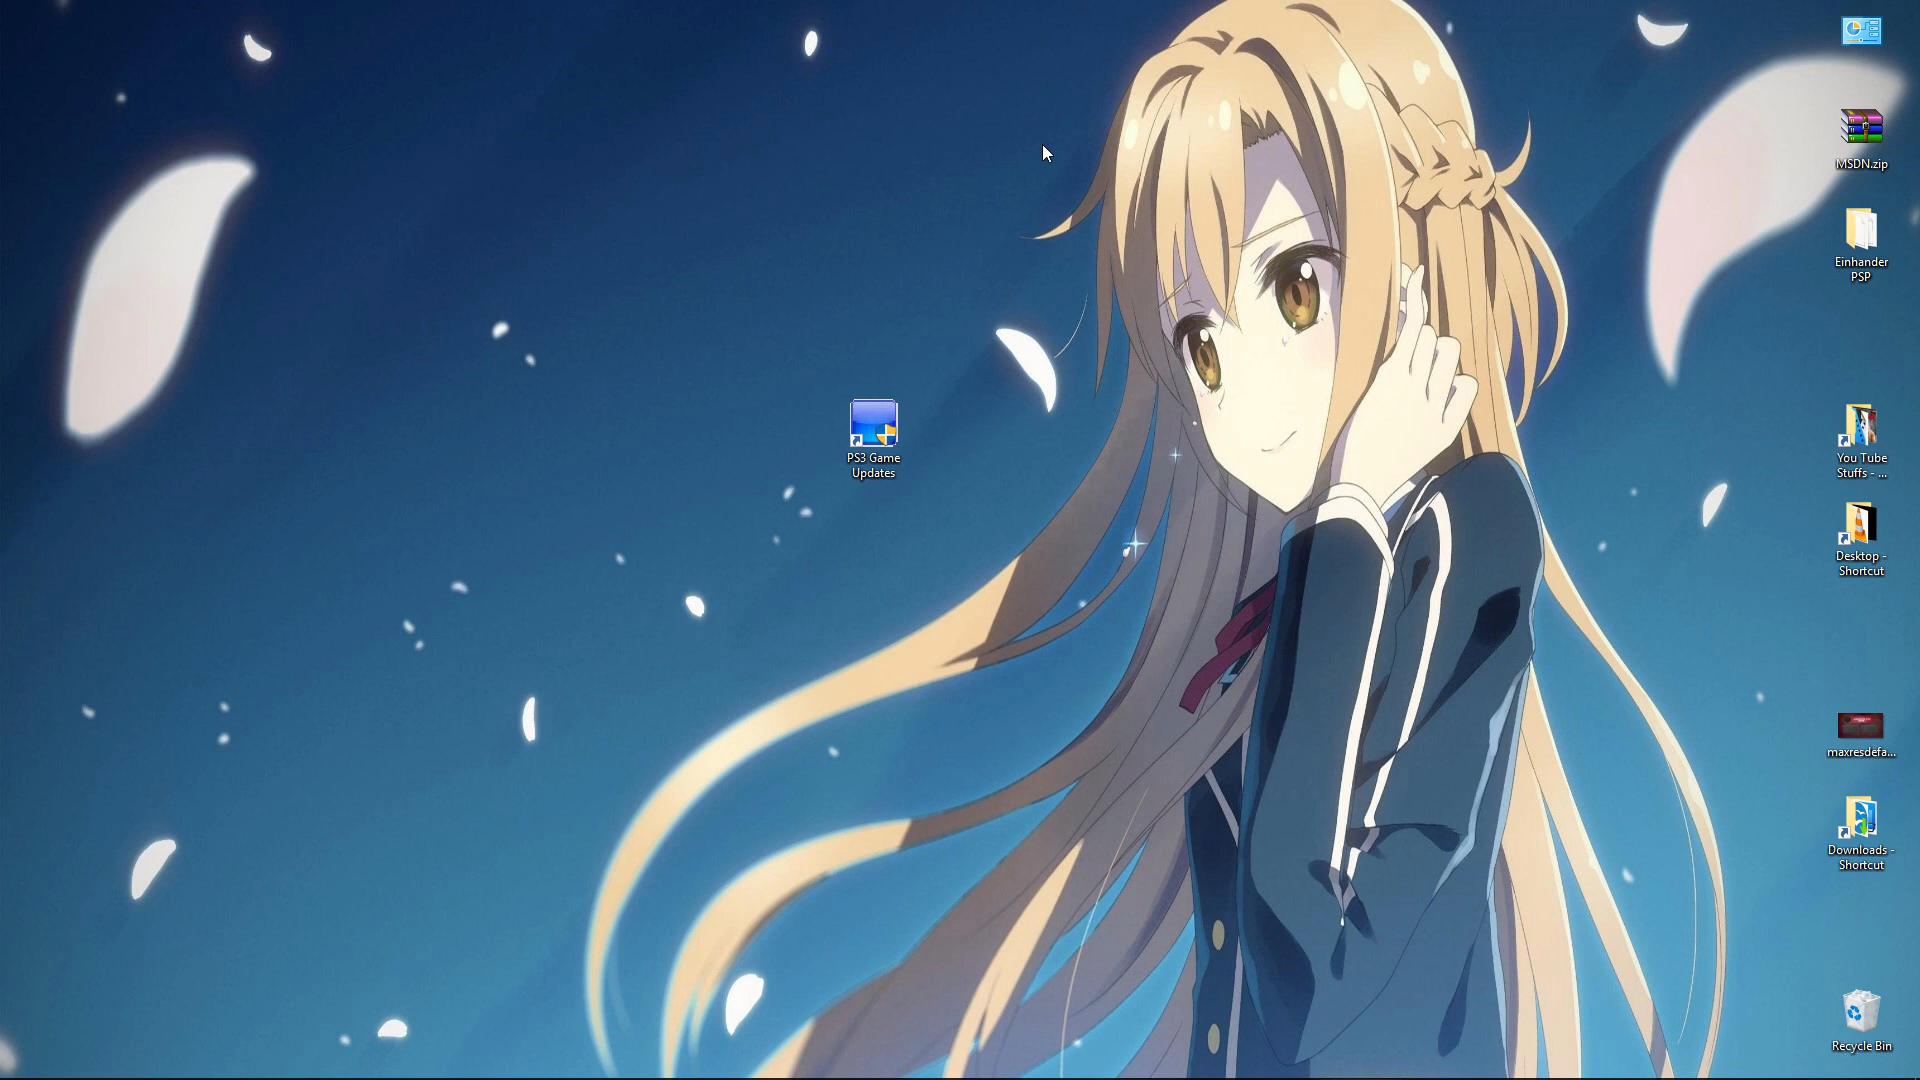 MSDN.zip
Einhander
PSP
PS3 Game
Updates
You Tube
Stuffs - ...
Desktop -
Shortcut
maxresdefa...
Downloads -
Shortcut
Recycle Bin